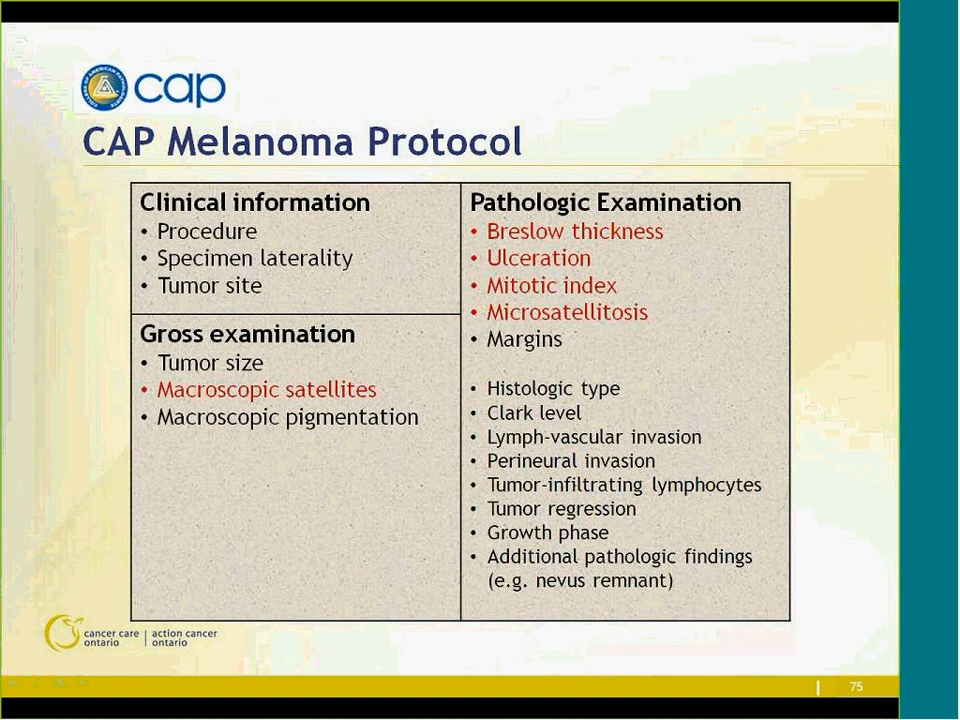 cap
CAP Melanoma Protocol
Clinical information
• Procedure
• Specimen laterality
• Tumor site
Gross examination
• Tumor size
• Macroscopic satellites
• Macroscopic pigmentation
Pathologic Examination
• Breslow thickness
• Ulceration
• Mitotic index
• Microsatellitosis
• Margins
• Histologic type
• Clark level
• Lymph-vascular invasion
• Perineural invasion
• Tumor-infiltrating lymphocytes
• Tumor regression
• Growth phase
• Additional pathologic findings
(e.g. nevus remnant)
cancer care | action cancer
ontario | ontario
75